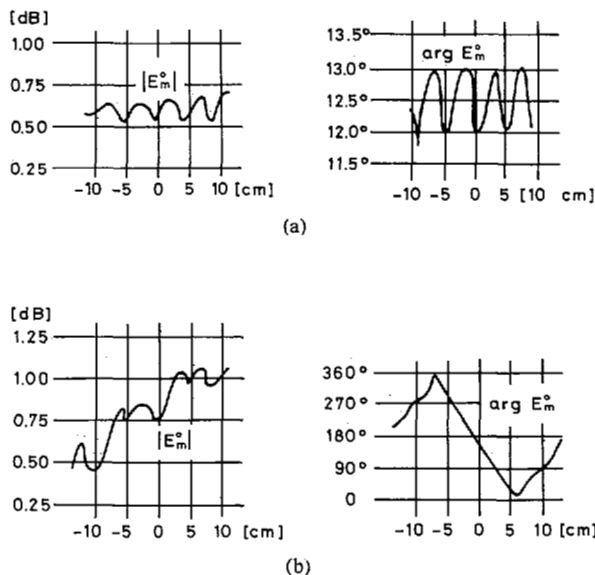 [dB]
1.00
0.75
0.50
0.25
|E°m|
-10 -5 0 5 10 [cm]
13.5°
13.0°
12.5°
12.0°
11.5°
arg E°m
-10 -5 0 5 [10 cm]
(a)
[dB]
1.25
1.00
0.75
0.50
0.25
|E°m|
-10 -5 0 5 10 [cm]
360°
270°
180°
90°
0
arg E°m
-10 -5 0 5 10 [cm]
(b)